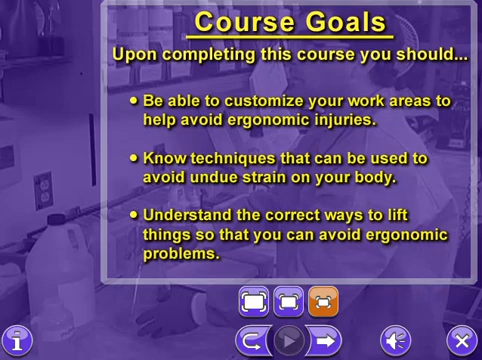 Course Goals
Upon completing this course you should...
• Be able to customize your work areas to
help avoid ergonomic injuries.
• Know techniques that can be used to
avoid undue strain on your body.
• Understand the correct ways to lift
things so that you can avoid ergonomic
problems.